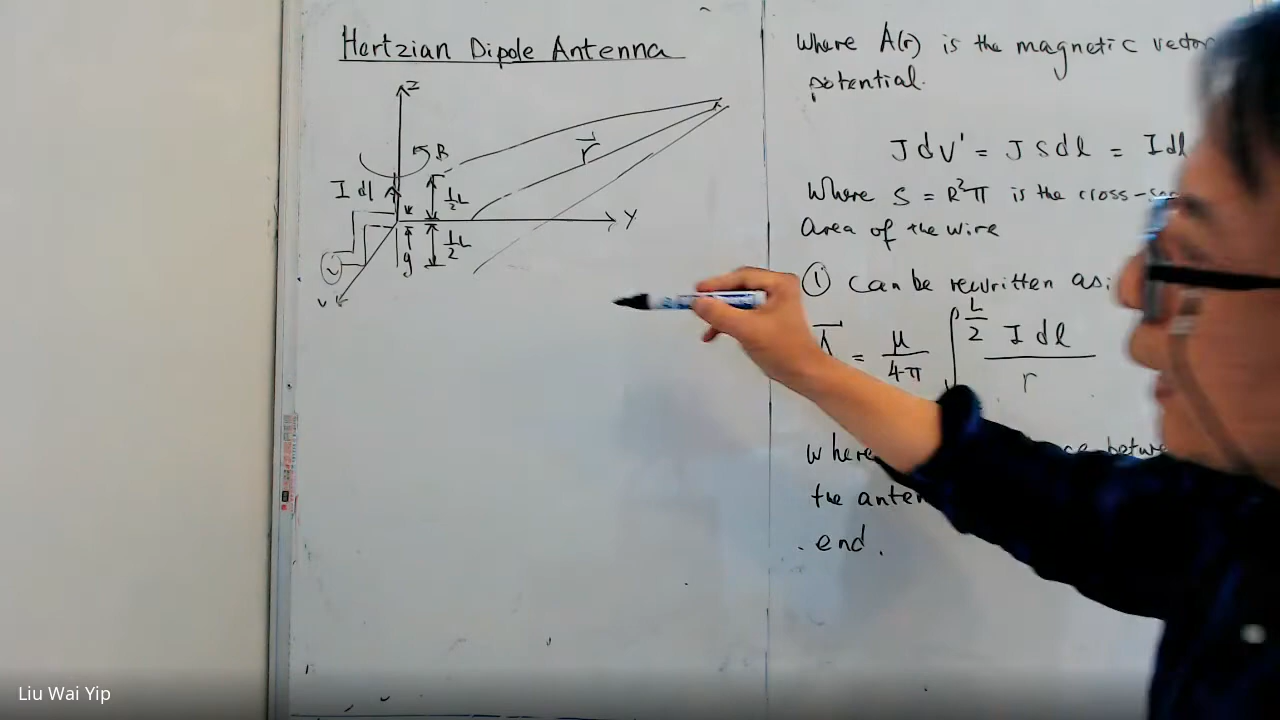 Hertzian Dipole Antenna
Z
R
r
I dl
1/2 L
Y
1/2 L
g
where A(r) is the magnetic vector
potential.
J dv' = J S dl = I dl
where S = R²π is the cross-
area of the wire
① can be rewritten as:
= μ/4π ∫ L/2 I dl / r
the
end.
Liu Wai Yip